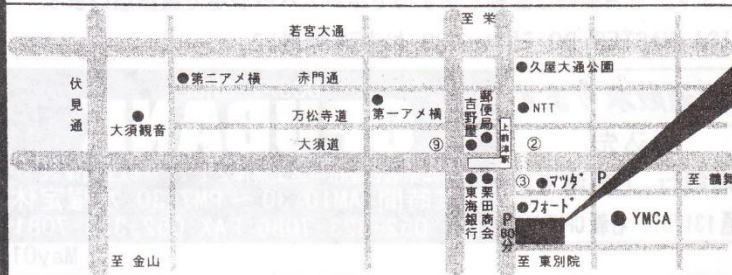 至 栄
若宮大通
伏見通
●第二アメ横
赤門通
●久屋大通公園
●
大須観音
万松寺道
●
第一アメ横
吉野屋●
郵便局●
上前津駅
●NTT
大須道
⑨
②
●東海銀行
●栗田商会
P60分
③ ●マツダ P
至 鶴舞
●フォード
●YMCA
至 金山
至 東別院